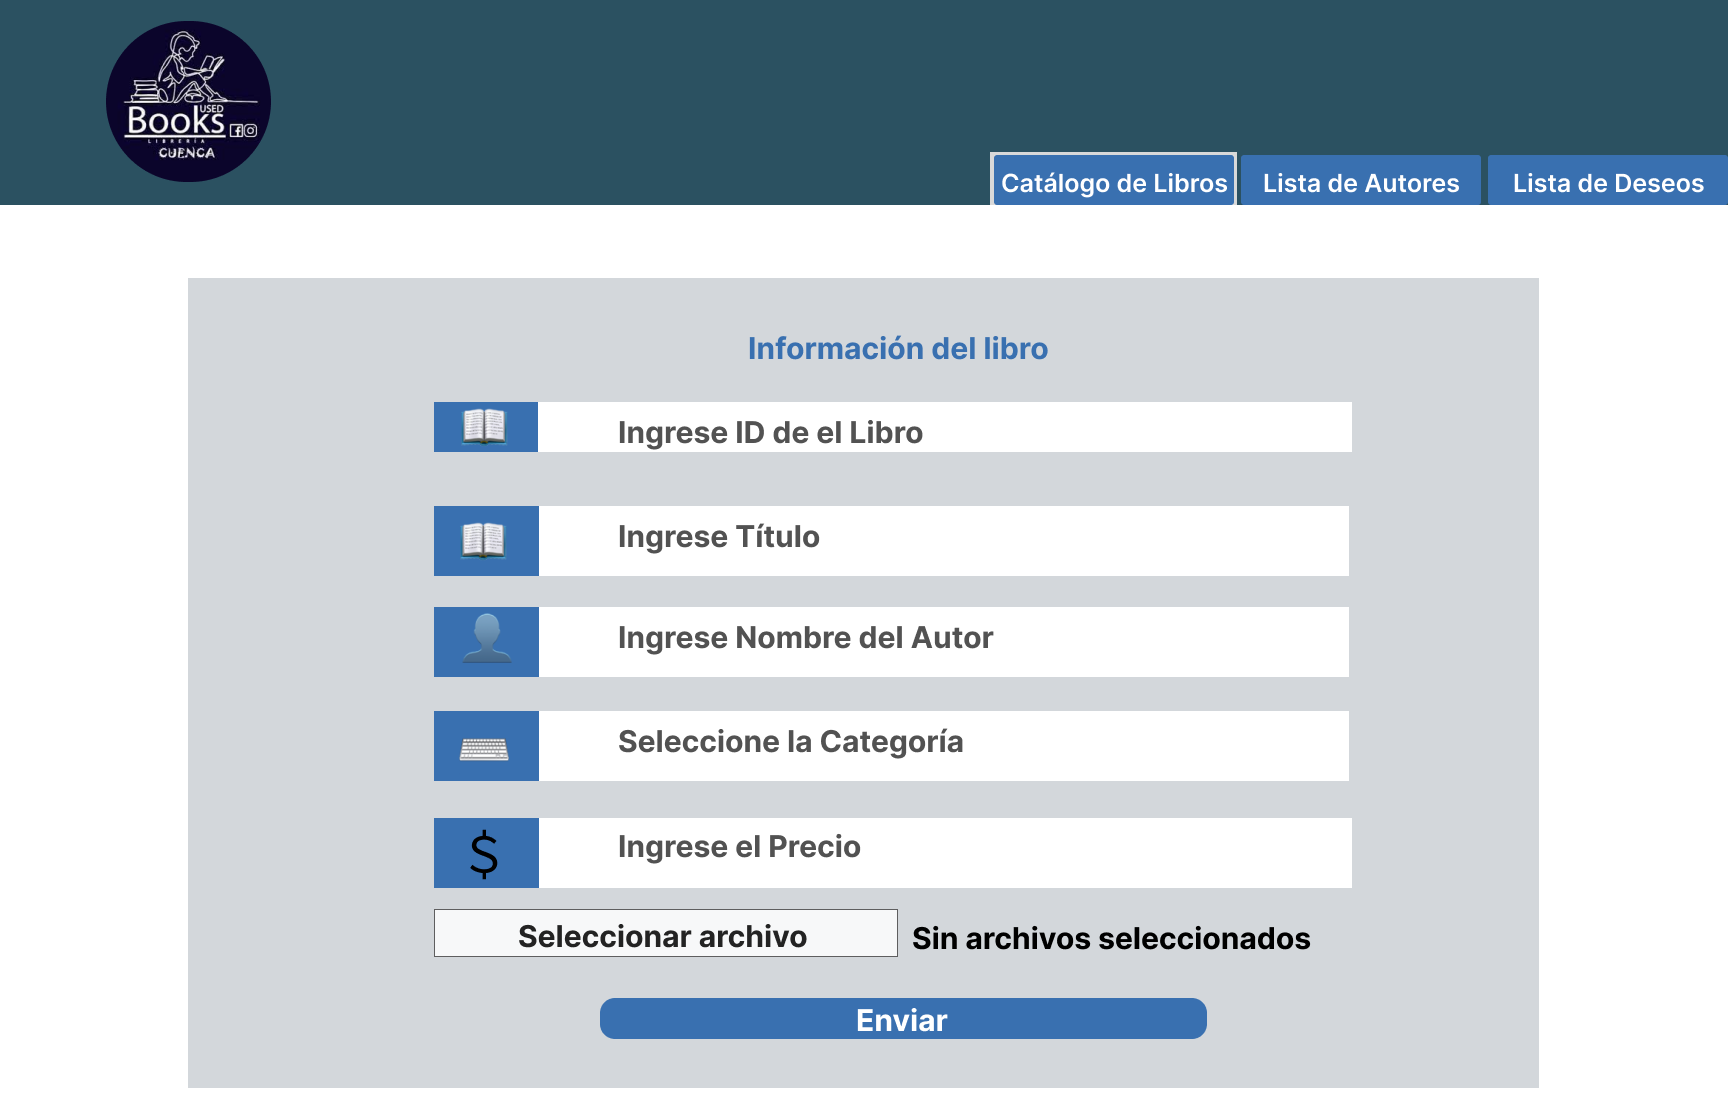 USED
Books
LIBRERIA
CUENCA
Catálogo de Libros
Lista de Autores
Lista de Deseos
Información del libro
Ingrese ID de el Libro
Ingrese Título
Ingrese Nombre del Autor
Seleccione la Categoría
$
Ingrese el Precio
Seleccionar archivo
Sin archivos seleccionados
Enviar